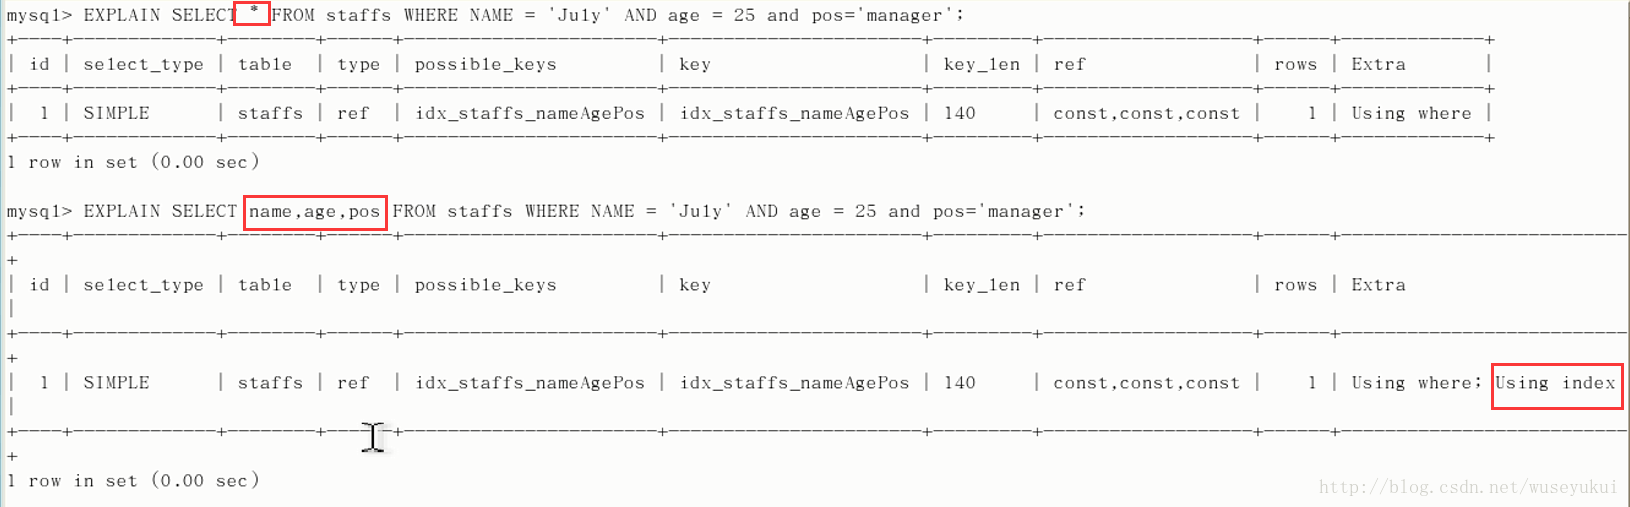 mysql> EXPLAIN SELECT * FROM staffs WHERE NAME = 'July' AND age = 25 and pos='manager';
+----+-------------+--------+------+----------------------+----------------------+---------+-------------------+------+-------------+
| id | select_type | table | type | possible_keys | key | key_len | ref | rows | Extra |
+----+-------------+--------+------+----------------------+----------------------+---------+-------------------+------+-------------+
| 1 | SIMPLE | staffs | ref | idx_staffs_nameAgePos | idx_staffs_nameAgePos | 140 | const,const,const | 1 | Using where |
+----+-------------+--------+------+----------------------+----------------------+---------+-------------------+------+-------------+
1 row in set (0.00 sec)
mysql> EXPLAIN SELECT name,age,pos FROM staffs WHERE NAME = 'July' AND age = 25 and pos='manager';
+----+-------------+--------+------+----------------------+----------------------+---------+-------------------+------+--------------------------
+
| id | select_type | table | type | possible_keys | key | key_len | ref | rows | Extra
|
+----+-------------+--------+------+----------------------+----------------------+---------+-------------------+------+--------------------------
+
| 1 | SIMPLE | staffs | ref | idx_staffs_nameAgePos | idx_staffs_nameAgePos | 140 | const,const,const | 1 | Using where; Using index
|
+----+-------------+--------+------+----------------------+----------------------+---------+-------------------+------+--------------------------
+
1 row in set (0.00 sec)
http://blog.csdn.net/wuseyukui